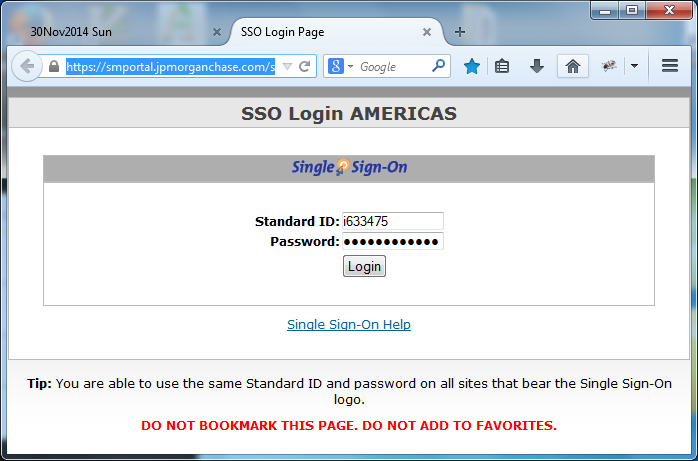 30Nov2014 Sun
SSO Login Page
https://smportal.jpmorganchase.com/s
Google
SSO Login AMERICAS
Single Sign-On
Standard ID: i633475
Password: ●●●●●●●●●●●●
Login
Single Sign-On Help
Tip: You are able to use the same Standard ID and password on all sites that bear the Single Sign-On
logo.
DO NOT BOOKMARK THIS PAGE. DO NOT ADD TO FAVORITES.